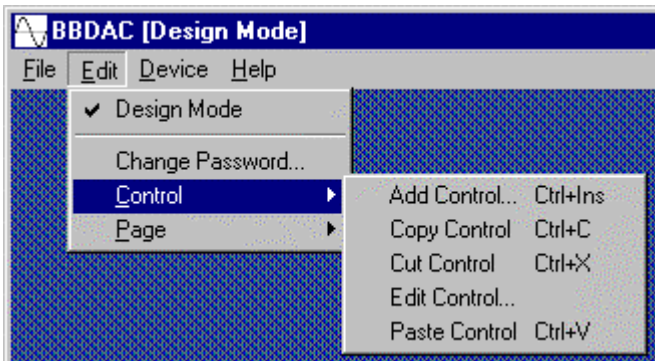 BBDAC [Design Mode]
File Edit Device Help
Design Mode
Change Password...
Control
Page
Add Control... Ctrl+Ins
Copy Control Ctrl+C
Cut Control Ctrl+X
Edit Control...
Paste Control Ctrl+V